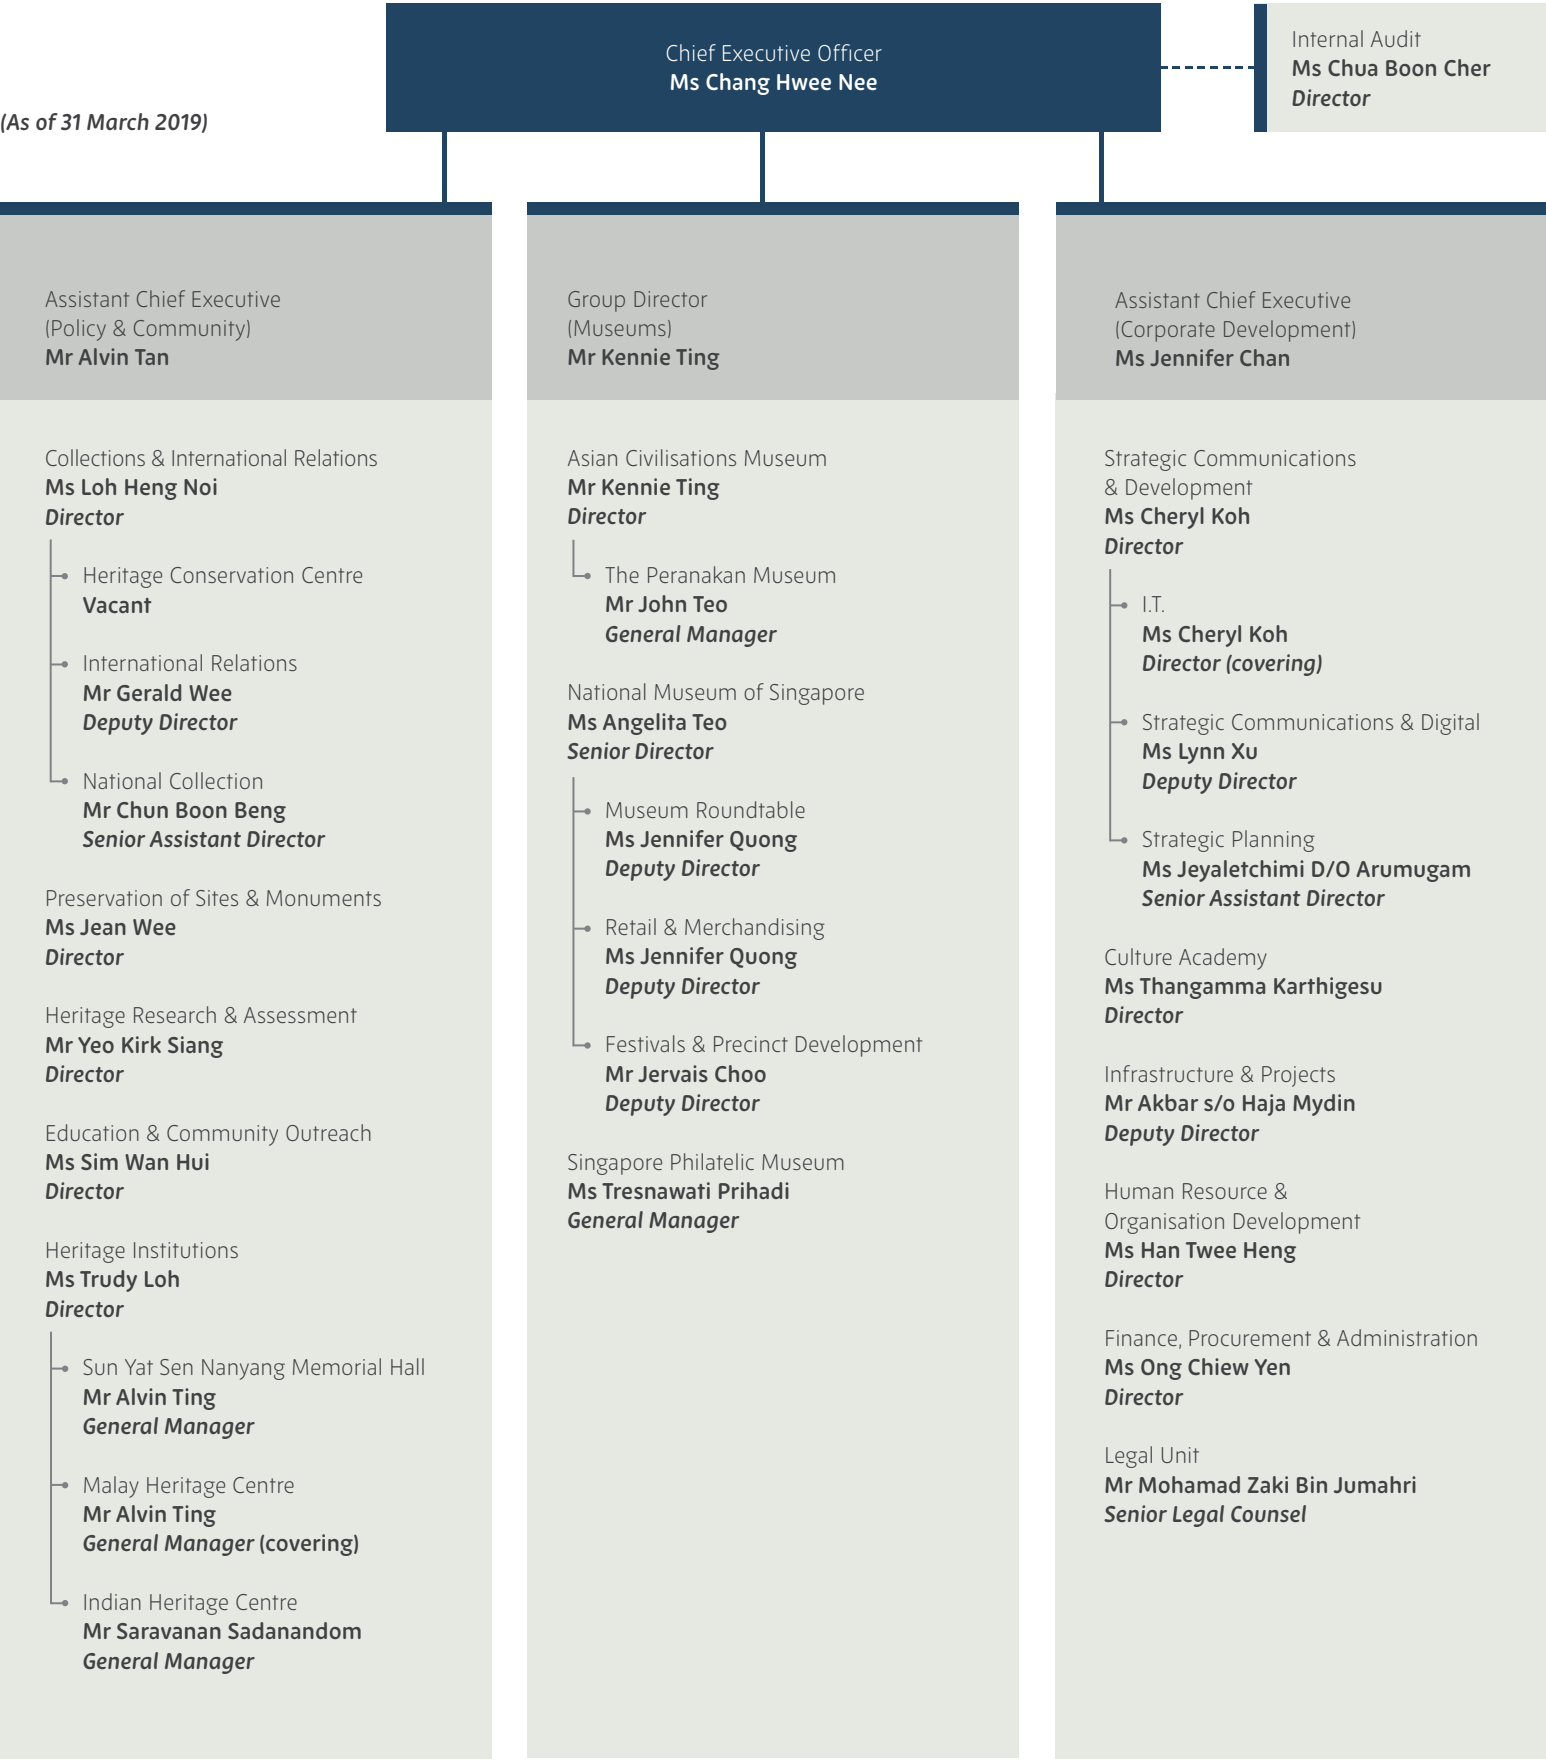 Chief Executive Officer
Ms Chang Hwee Nee
Internal Audit
Ms Chua Boon Cher
Director
(As of 31 March 2019)
Assistant Chief Executive
(Policy & Community)
Mr Alvin Tan
Collections & International Relations
Ms Loh Heng Noi
Director
Heritage Conservation Centre
Vacant
International Relations
Mr Gerald Wee
Deputy Director
National Collection
Mr Chun Boon Beng
Senior Assistant Director
Preservation of Sites & Monuments
Ms Jean Wee
Director
Heritage Research & Assessment
Mr Yeo Kirk Siang
Director
Education & Community Outreach
Ms Sim Wan Hui
Director
Heritage Institutions
Ms Trudy Loh
Director
Sun Yat Sen Nanyang Memorial Hall
Mr Alvin Ting
General Manager
Malay Heritage Centre
Mr Alvin Ting
General Manager (covering)
Indian Heritage Centre
Mr Saravanan Sadanandom
General Manager
Group Director
(Museums)
Mr Kennie Ting
Asian Civilisations Museum
Mr Kennie Ting
Director
The Peranakan Museum
Mr John Teo
General Manager
National Museum of Singapore
Ms Angelita Teo
Senior Director
Museum Roundtable
Ms Jennifer Quong
Deputy Director
Retail & Merchandising
Ms Jennifer Quong
Deputy Director
Festivals & Precinct Development
Mr Jervais Choo
Deputy Director
Singapore Philatelic Museum
Ms Tresnawati Prihadi
General Manager
Assistant Chief Executive
(Corporate Development)
Ms Jennifer Chan
Strategic Communications
& Development
Ms Cheryl Koh
Director
I.T.
Ms Cheryl Koh
Director (covering)
Strategic Communications & Digital
Ms Lynn Xu
Deputy Director
Strategic Planning
Ms Jeyaletchimi D/O Arumugam
Senior Assistant Director
Culture Academy
Ms Thangamma Karthigesu
Director
Infrastructure & Projects
Mr Akbar s/o Haja Mydin
Deputy Director
Human Resource &
Organisation Development
Ms Han Twee Heng
Director
Finance, Procurement & Administration
Ms Ong Chiew Yen
Director
Legal Unit
Mr Mohamad Zaki Bin Jumahri
Senior Legal Counsel